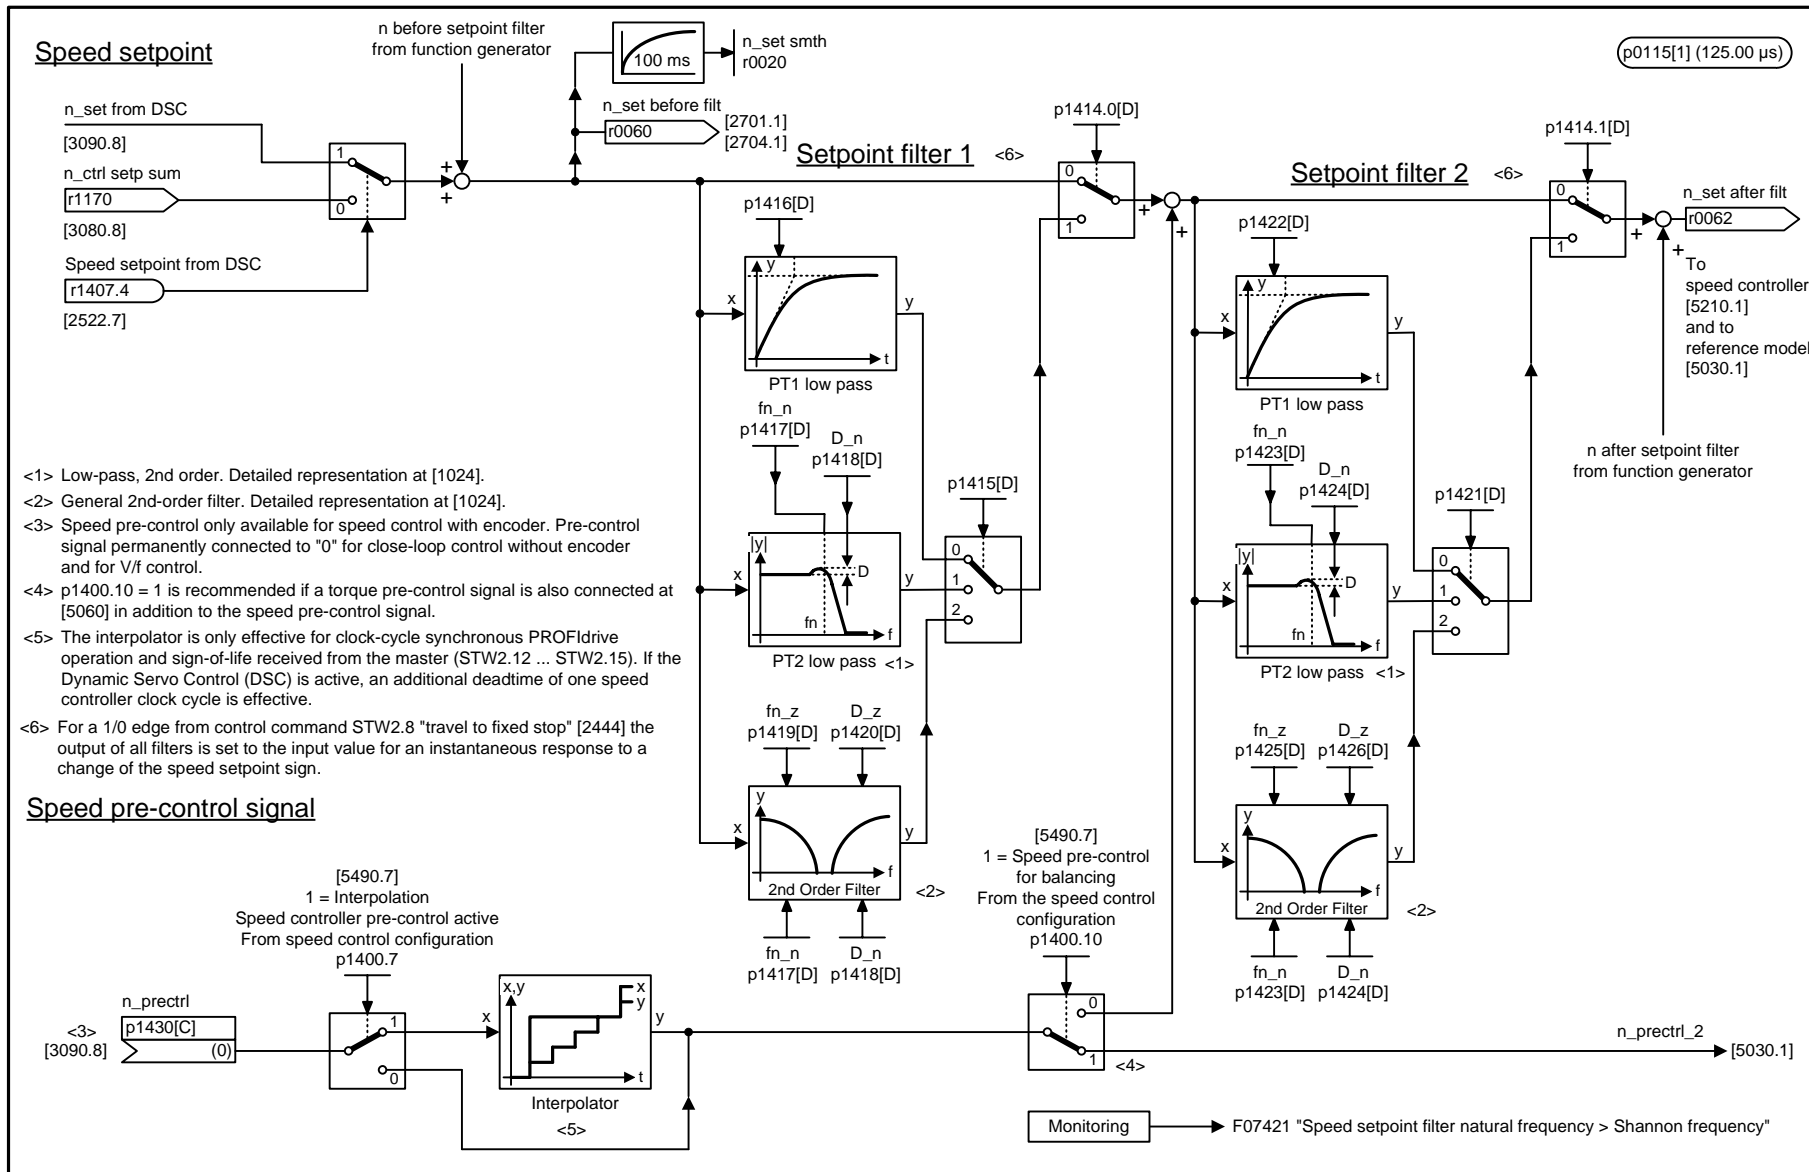 Speed setpoint
n before setpoint filter
from function generator
100 ms
n_set smth
r0020
p0115[1] (125.00 µs)
n_set from DSC
[3090.8]
n_ctrl setp sum
r1170
[3080.8]
Speed setpoint from DSC
r1407.4
[2522.7]
1
0
+
+
n_set before filt
r0060
[2701.1]
[2704.1]
Setpoint filter 1
<6>
p1414.0[D]
0
1
+
+
Setpoint filter 2
<6>
p1414.1[D]
0
1
+
+
n_set after filt
r0062
To
speed controller
[5210.1]
and to
reference model
[5030.1]
n after setpoint filter
from function generator
p1416[D]
x
y
t
y
PT1 low pass
fn_n
p1417[D]
D_n
p1418[D]
x
|y|
D
fn
f
y
PT2 low pass
<1>
p1415[D]
0
1
2
fn_z
p1419[D]
D_z
p1420[D]
x
y
f
y
2nd Order Filter
<2>
fn_n
p1417[D]
D_n
p1418[D]
p1422[D]
x
y
t
y
PT1 low pass
fn_n
p1423[D]
D_n
p1424[D]
x
|y|
D
fn
f
y
PT2 low pass
<1>
p1421[D]
0
1
2
fn_z
p1425[D]
D_z
p1426[D]
x
y
f
y
2nd Order Filter
<2>
fn_n
p1423[D]
D_n
p1424[D]
<1> Low-pass, 2nd order. Detailed representation at [1024].
<2> General 2nd-order filter. Detailed representation at [1024].
<3> Speed pre-control only available for speed control with encoder. Pre-control
signal permanently connected to "0" for close-loop control without encoder
and for V/f control.
<4> p1400.10 = 1 is recommended if a torque pre-control signal is also connected at
[5060] in addition to the speed pre-control signal.
<5> The interpolator is only effective for clock-cycle synchronous PROFIdrive
operation and sign-of-life received from the master (STW2.12 ... STW2.15). If the
Dynamic Servo Control (DSC) is active, an additional deadtime of one speed
controller clock cycle is effective.
<6> For a 1/0 edge from control command STW2.8 "travel to fixed stop" [2444] the
output of all filters is set to the input value for an instantaneous response to a
change of the speed setpoint sign.
Speed pre-control signal
[5490.7]
1 = Interpolation
Speed controller pre-control active
From speed control configuration
p1400.7
n_prectrl
<3>
[3090.8]
p1430[C]
(0)
1
0
x
x,y
x
y
t
y
Interpolator
<5>
[5490.7]
1 = Speed pre-control
for balancing
From the speed control
configuration
p1400.10
0
1
<4>
n_prectrl_2
[5030.1]
Monitoring
F07421 "Speed setpoint filter natural frequency > Shannon frequency"